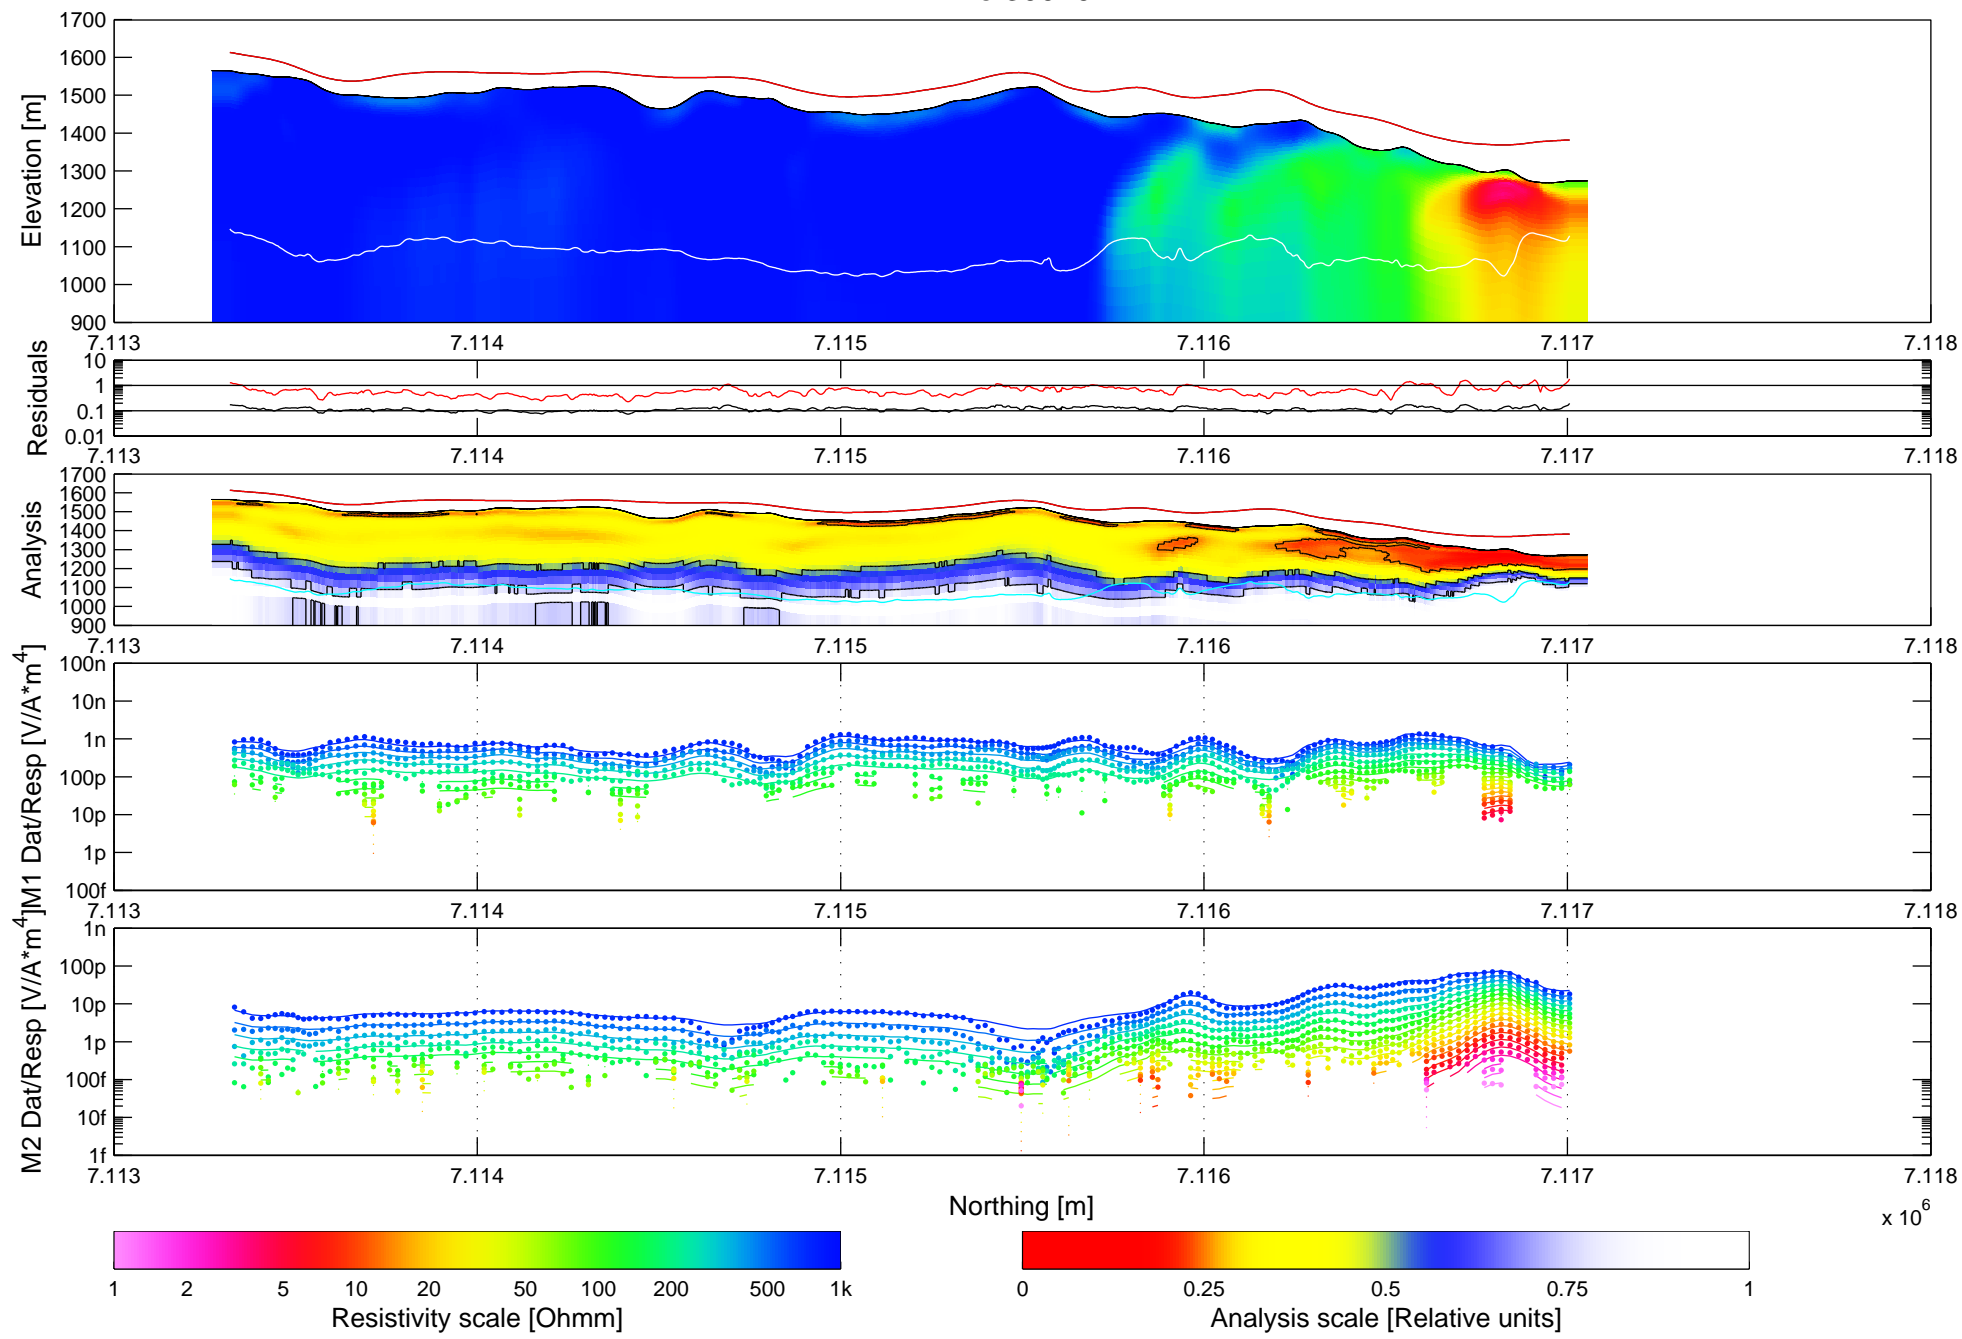 1700
1600
1500
1400
1300
1200
1100
1000
900
Elevation [m]
7.113 7.114 7.115 7.116 7.117 7.118
10
1
0.1
0.01
Residuals
7.113 7.114 7.115 7.116 7.117 7.118
1700
1600
1500
1400
1300
1200
1100
1000
900
Analysis
7.113 7.114 7.115 7.116 7.117 7.118
100n
10n
1n
100p
10p
1p
100f
M1 Dat/Resp [V/A*m^4]
7.113 7.114 7.115 7.116 7.117 7.118
1n
100p
10p
1p
100f
10f
1f
M2 Dat/Resp [V/A*m^4]
7.113 7.114 7.115 7.116 7.117 7.118
Northing [m]
x 10^6
1 2 5 10 20 50 100 200 500 1k
Resistivity scale [Ohmm]
0 0.25 0.5 0.75 1
Analysis scale [Relative units]